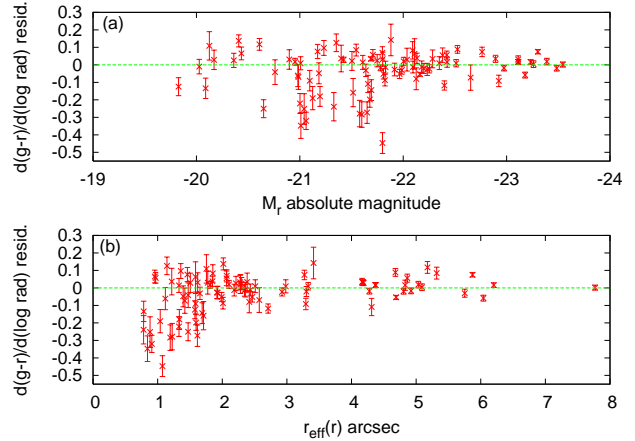 (a)
d(g-r)/d(log rad) resid.
0.3
0.2
0.1
0
-0.1
-0.2
-0.3
-0.4
-0.5
-19 -20 -21 -22 -23 -24
M_r absolute magnitude
(b)
d(g-r)/d(log rad) resid.
0.3
0.2
0.1
0
-0.1
-0.2
-0.3
-0.4
-0.5
0 1 2 3 4 5 6 7 8
r_eff(r) arcsec